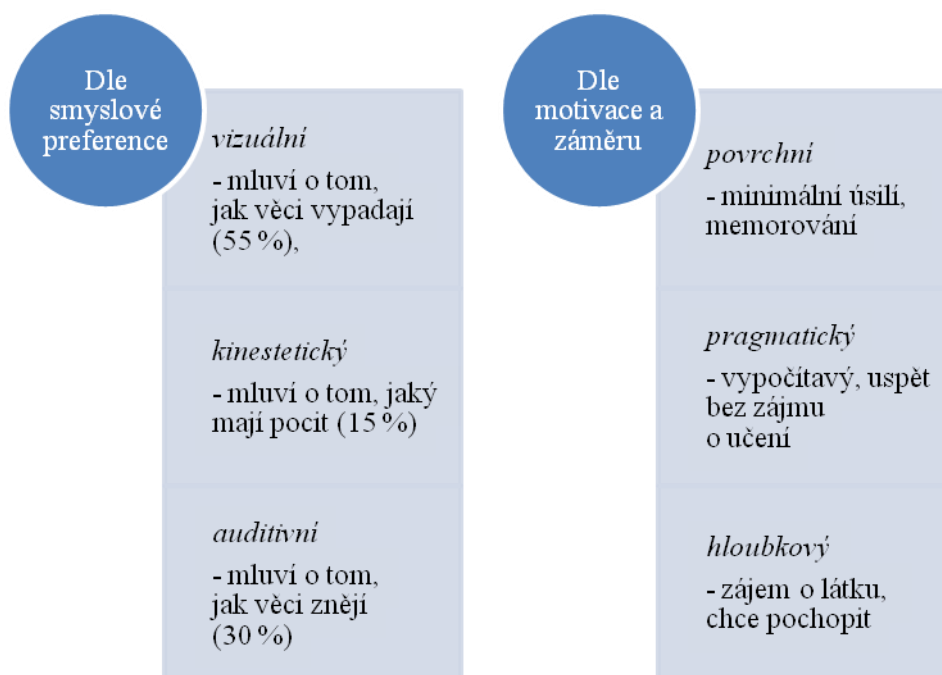 Dle
smyslové
preference
vizuální
- mluví o tom,
jak věci vypadají
(55 %),
kinestetický
- mluví o tom, jaký
mají pocit (15 %)
auditivní
- mluví o tom,
jak věci znějí
(30 %)
Dle
motivace a
záměru
povrchní
- minimální úsilí,
memorování
pragmatický
- vypočítavý, uspět
bez zájmu
o učení
hloubkový
- zájem o látku,
chce pochopit